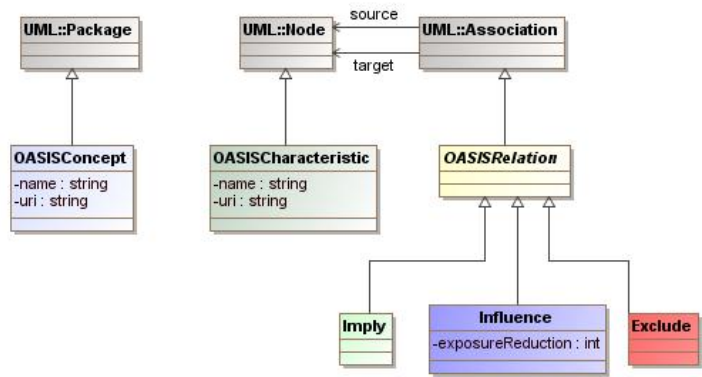 source
UML::Package
UML::Node
UML::Association
target
OASISConcept
-name : string
-uri : string
OASISCharacteristic
-name : string
-uri : string
OASISRelation
Imply
Influence
-exposureReduction : int
Exclude